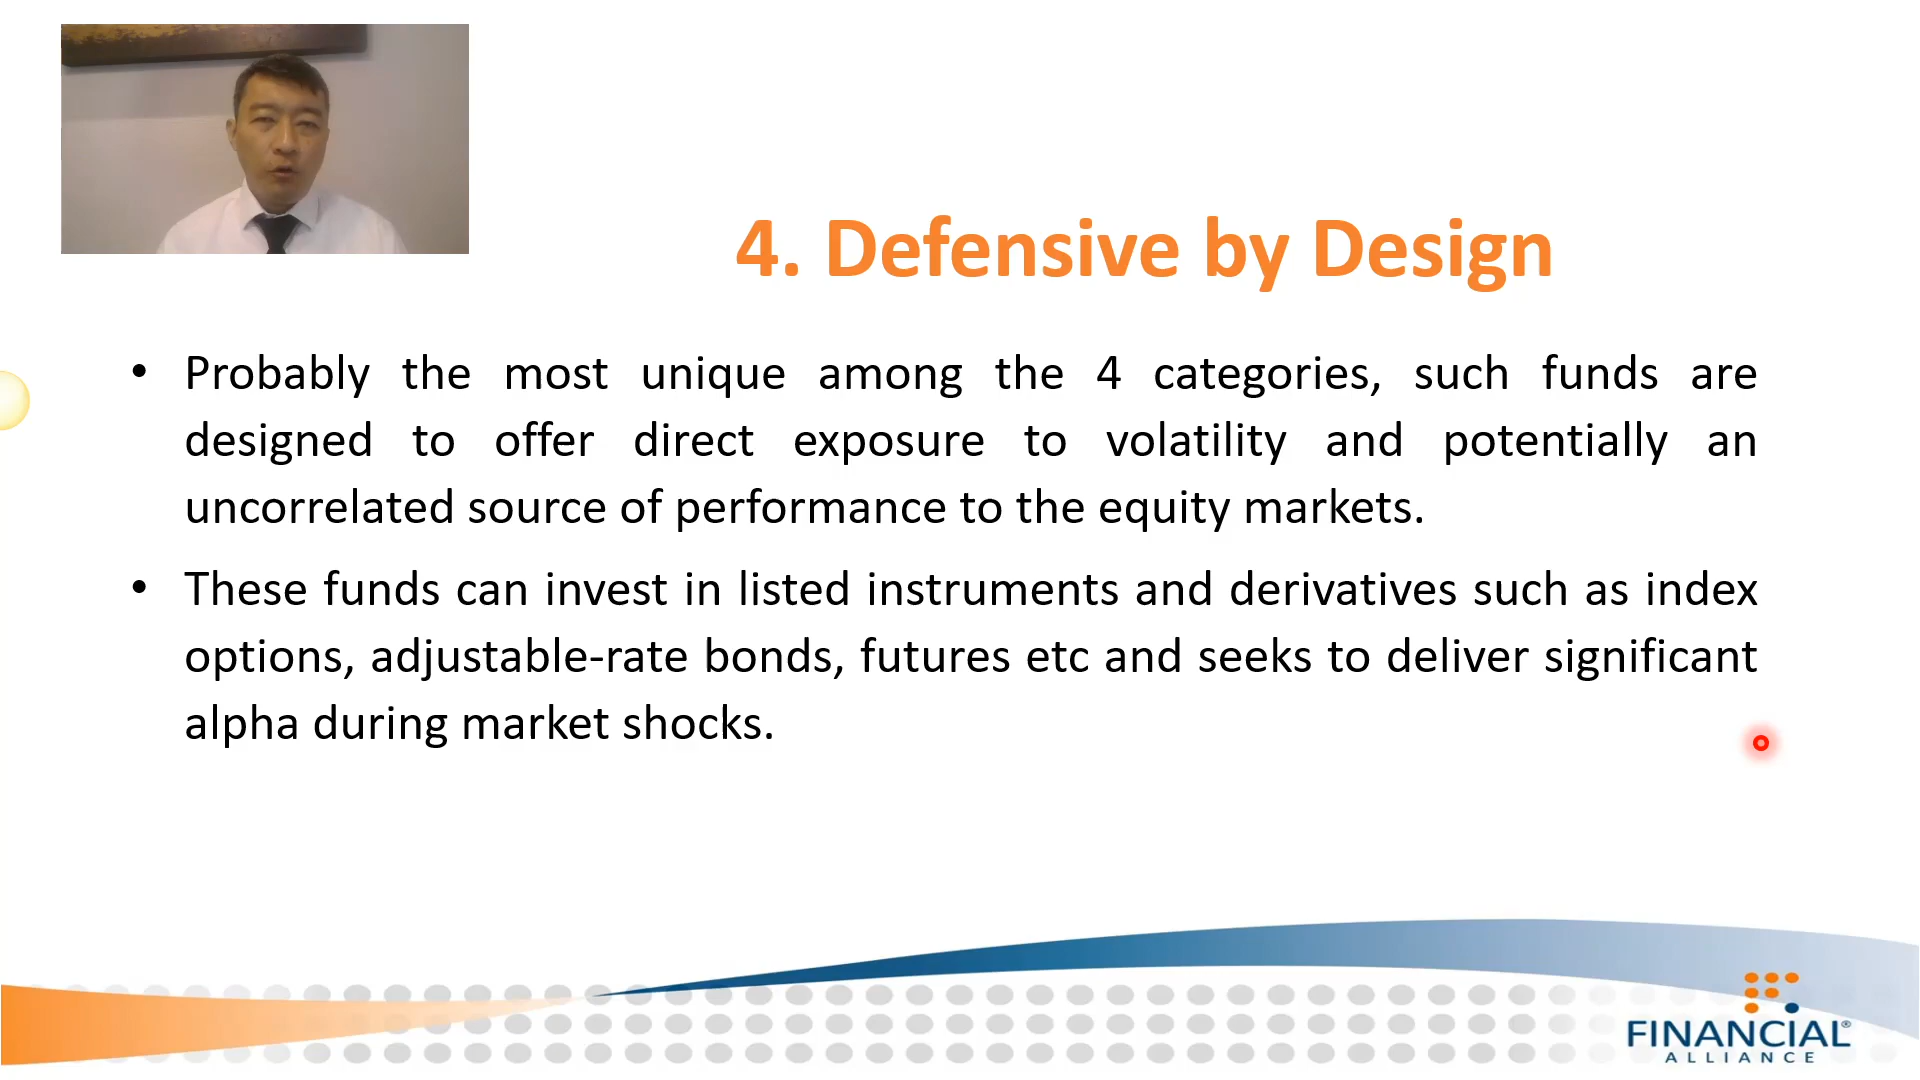 4. Defensive by Design
• Probably the most unique among the 4 categories, such funds are
designed to offer direct exposure to volatility and potentially an
uncorrelated source of performance to the equity markets.
• These funds can invest in listed instruments and derivatives such as index
options, adjustable-rate bonds, futures etc and seeks to deliver significant
alpha during market shocks.
FINANCIAL®
ALLIANCE